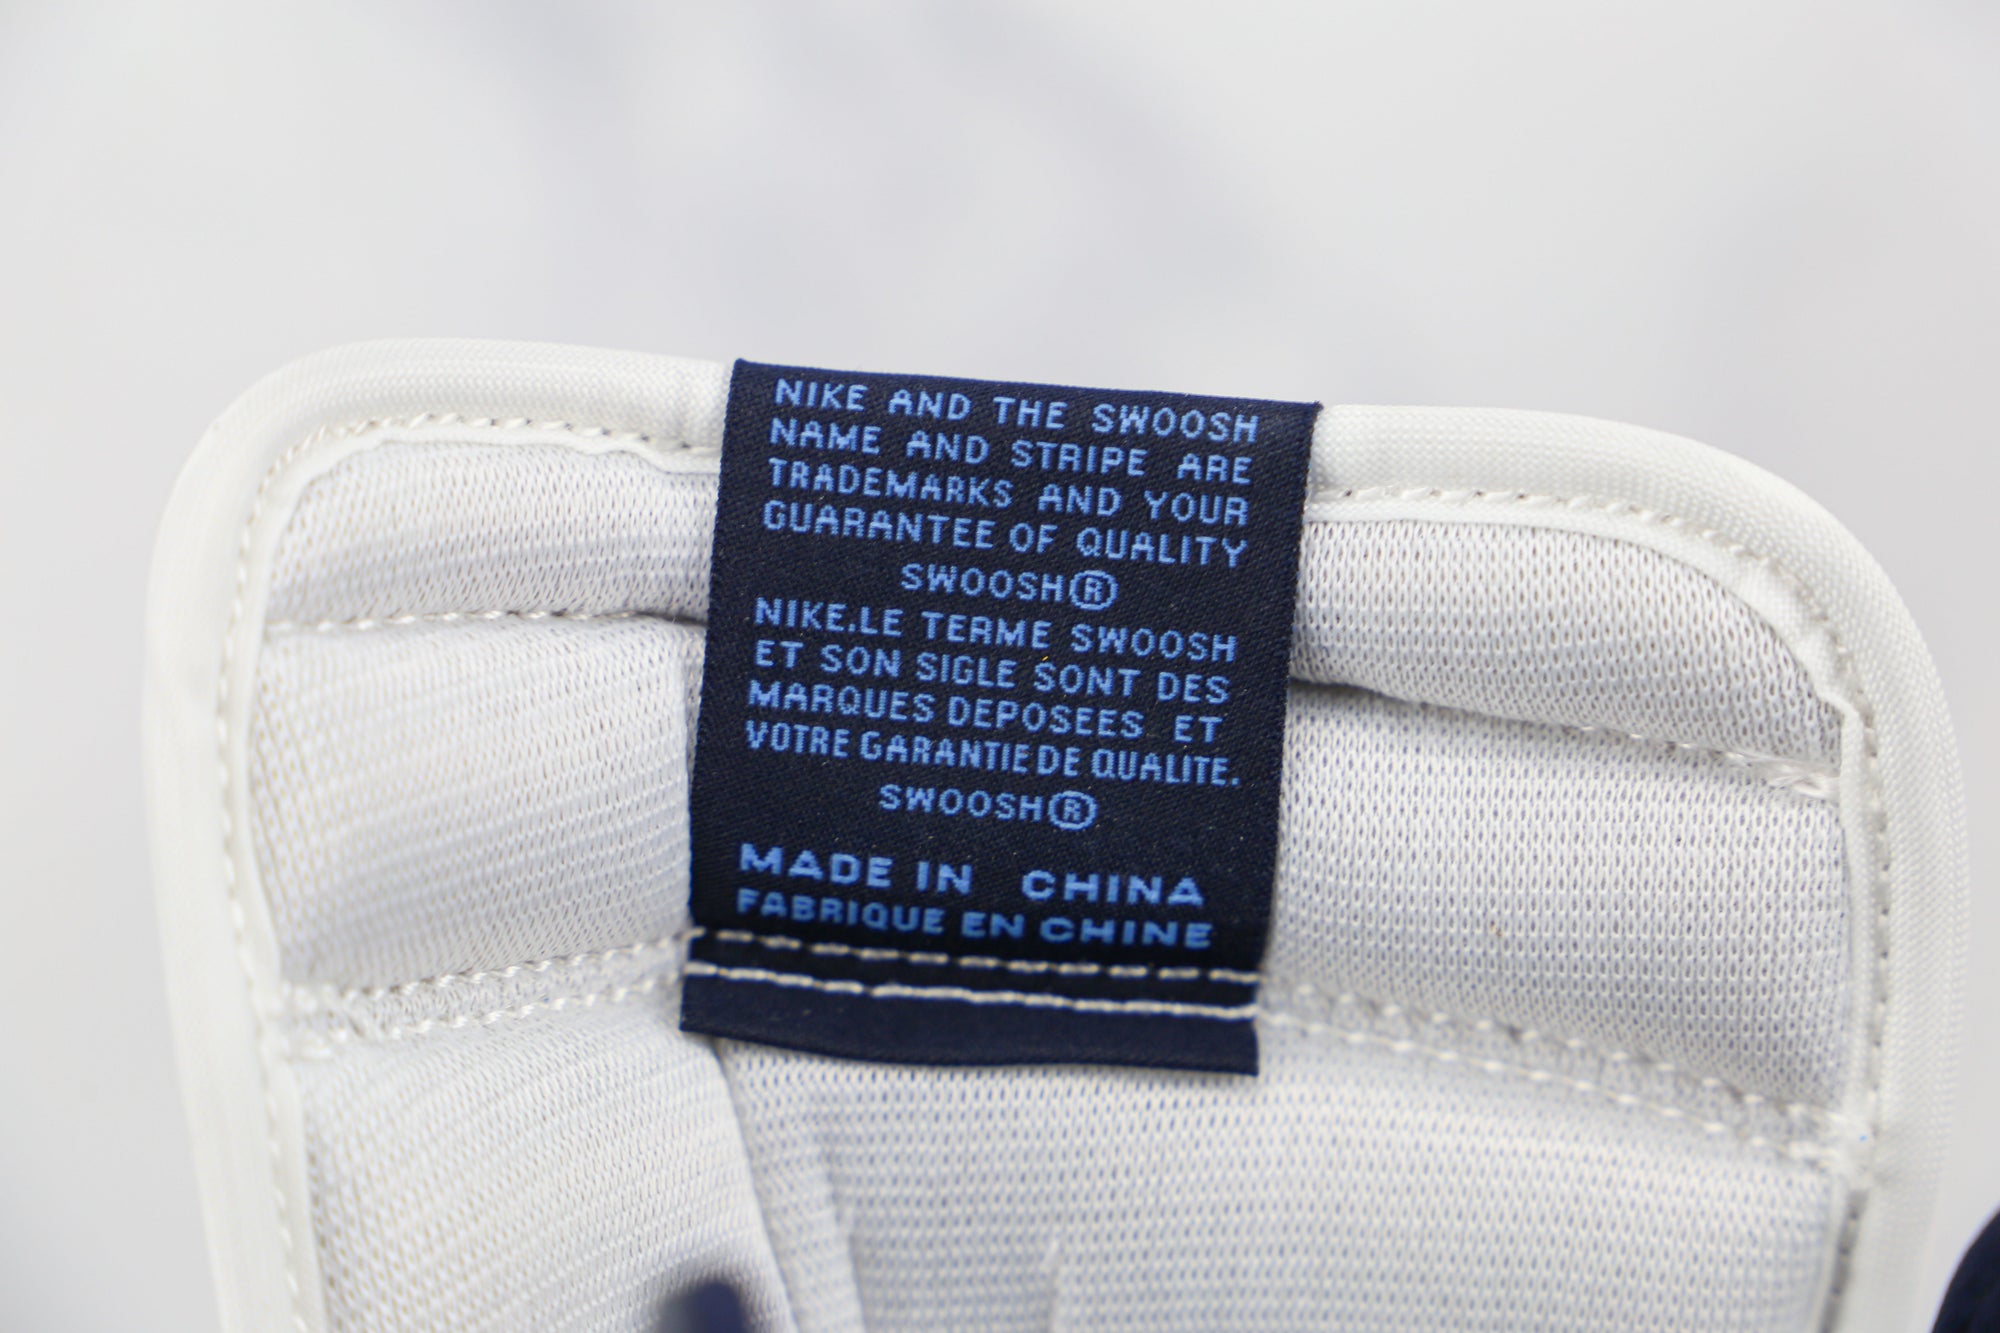 NIKE AND THE SWOOSH
NAME AND STRIPE ARE
TRADEMARKS AND YOUR
GUARANTEE OF QUALITY
SWOOSH®
NIKE.LE TERME SWOOSH
ET SON SIGLE SONT DES
MARQUES DEPOSEES ET
VOTRE GARANTIE DE QUALITE.
SWOOSH®
MADE IN CHINA
FABRIQUE EN CHINE